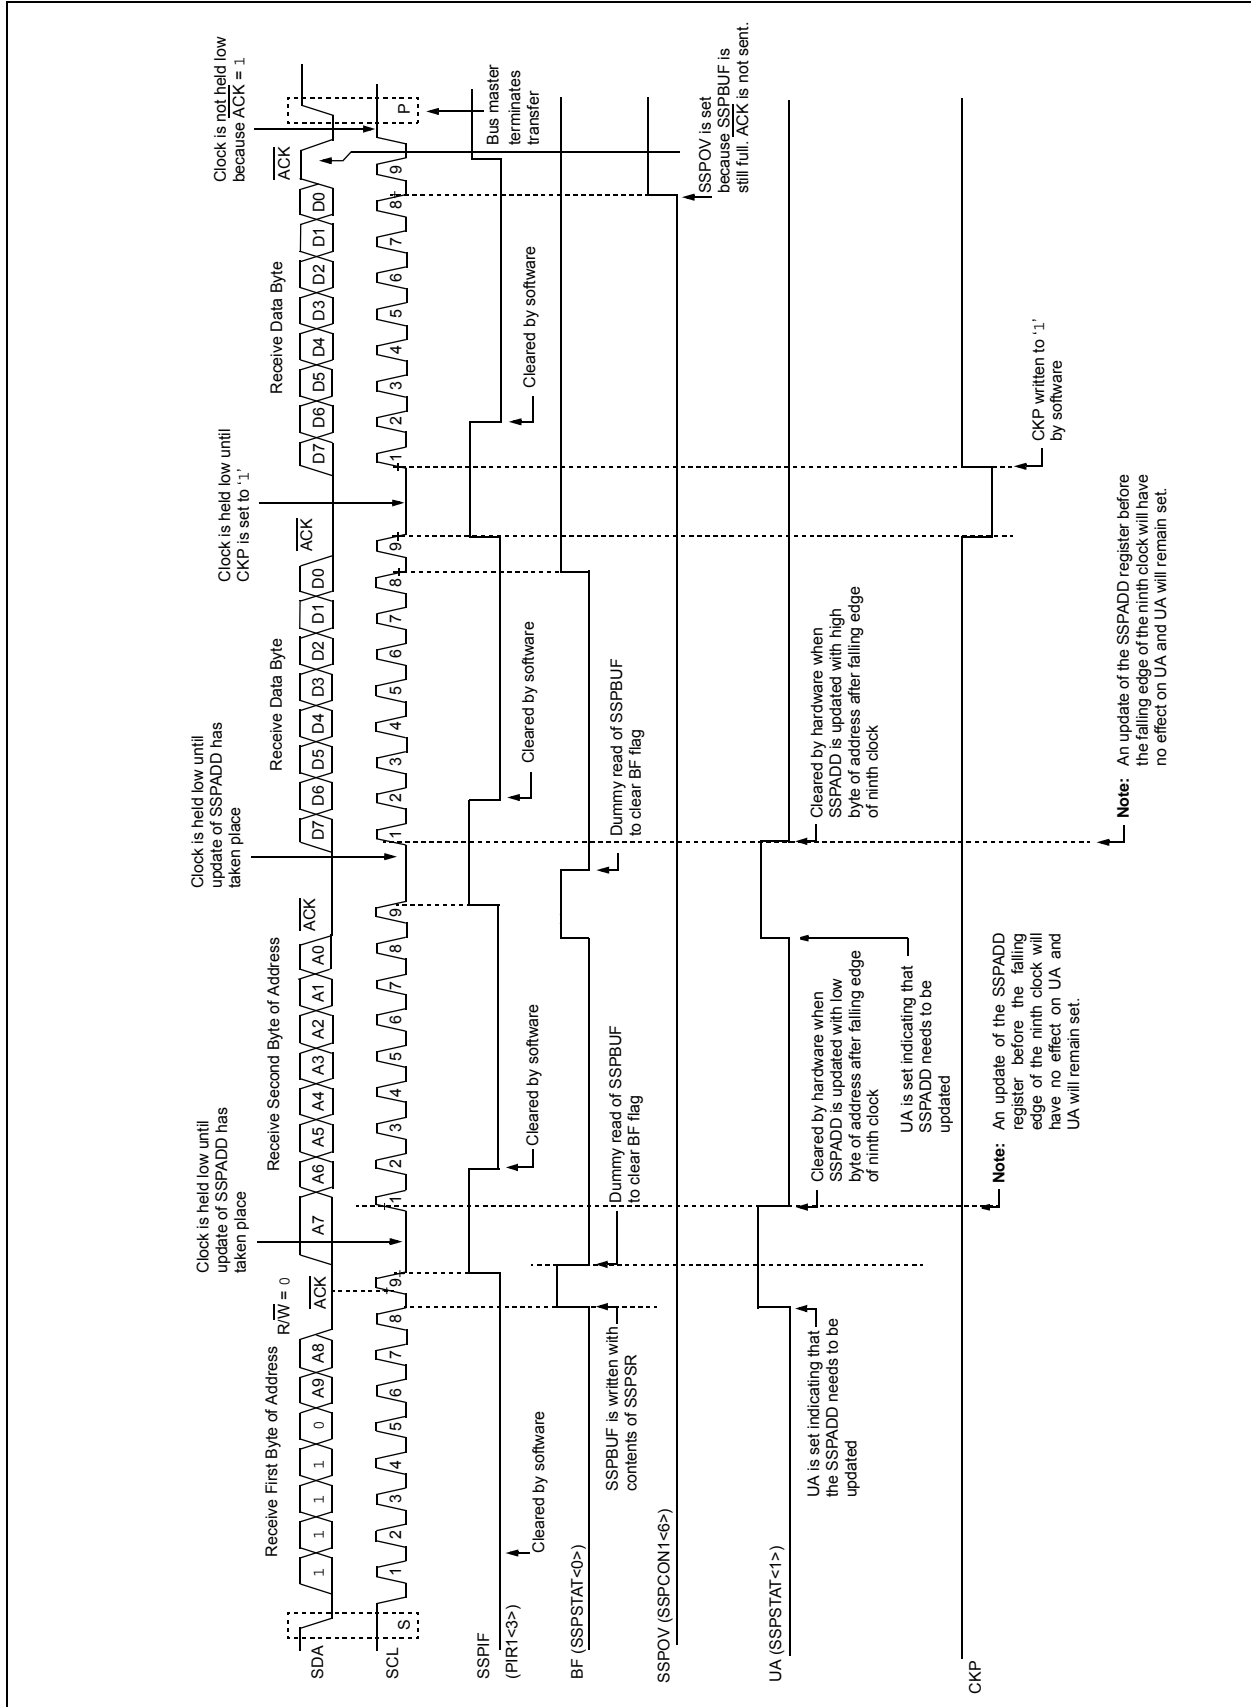 Receive First Byte of Address
R/W = 0
Receive Second Byte of Address
Receive Data Byte
Receive Data Byte
Clock is held low until
update of SSPADD has
taken place
Clock is held low until
update of SSPADD has
taken place
Clock is held low until
CKP is set to ‘1’
Clock is not held low
because ACK = 1
SDA
1 1 1 1 0 A9 A8 ACK A7 A6 A5 A4 A3 A2 A1 A0 ACK D7 D6 D5 D4 D3 D2 D1 D0 ACK D7 D6 D5 D4 D3 D2 D1 D0 ACK
SCL
S 1 2 3 4 5 6 7 8 9 1 2 3 4 5 6 7 8 9 1 2 3 4 5 6 7 8 9 1 2 3 4 5 6 7 8 9 P
Bus master
terminates
transfer
SSPIF
(PIR1<3>)
Cleared by software
Cleared by software
Cleared by software
Cleared by software
BF (SSPSTAT<0>)
SSPBUF is written with
contents of SSPSR
Dummy read of SSPBUF
to clear BF flag
Dummy read of SSPBUF
to clear BF flag
SSPOV (SSPCON1<6>)
SSPOV is set
because SSPBUF is
still full. ACK is not sent.
UA (SSPSTAT<1>)
UA is set indicating that
the SSPADD needs to be
updated
Cleared by hardware when
SSPADD is updated with low
byte of address after falling edge
of ninth clock
UA is set indicating that
SSPADD needs to be
updated
Cleared by hardware when
SSPADD is updated with high
byte of address after falling edge
of ninth clock
CKP
CKP written to ‘1’
by software
Note: An update of the SSPADD
register before the falling
edge of the ninth clock will
have no effect on UA and
UA will remain set.
Note: An update of the SSPADD register before
the falling edge of the ninth clock will have
no effect on UA and UA will remain set.